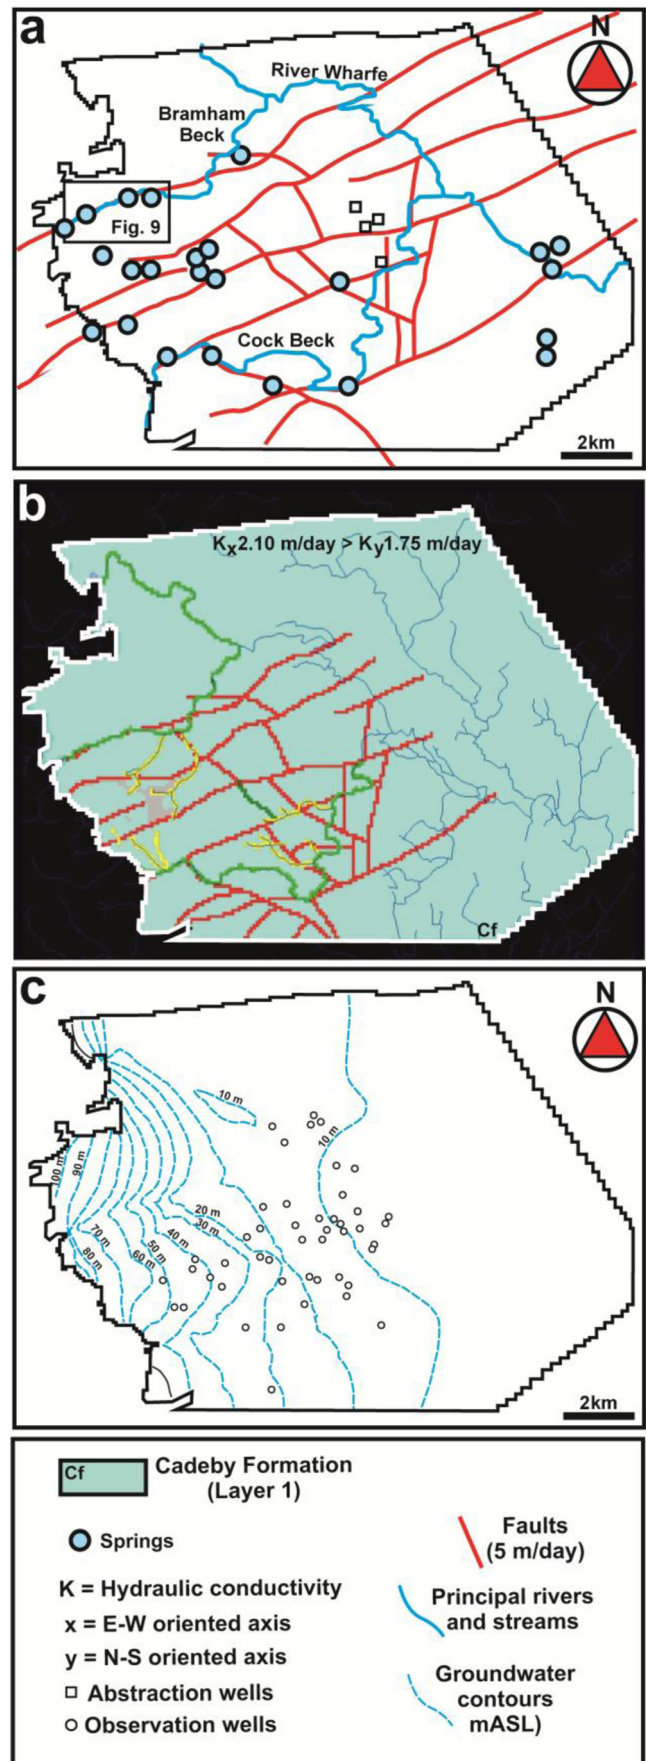 a
N
River Wharfe
Bramham
Beck
Fig. 9
Cock Beck
2km
b
Kx2.10 m/day > Ky1.75 m/day
Cf
c
N
10 m
10 m
100 m
90 m
20 m
30 m
40 m
50 m
60 m
70 m
80 m
2km
Cf
Cadeby Formation
(Layer 1)
Springs
K = Hydraulic conductivity
x = E-W oriented axis
y = N-S oriented axis
Abstraction wells
Observation wells
Faults
(5 m/day)
Principal rivers
and streams
Groundwater
contours
mASL)